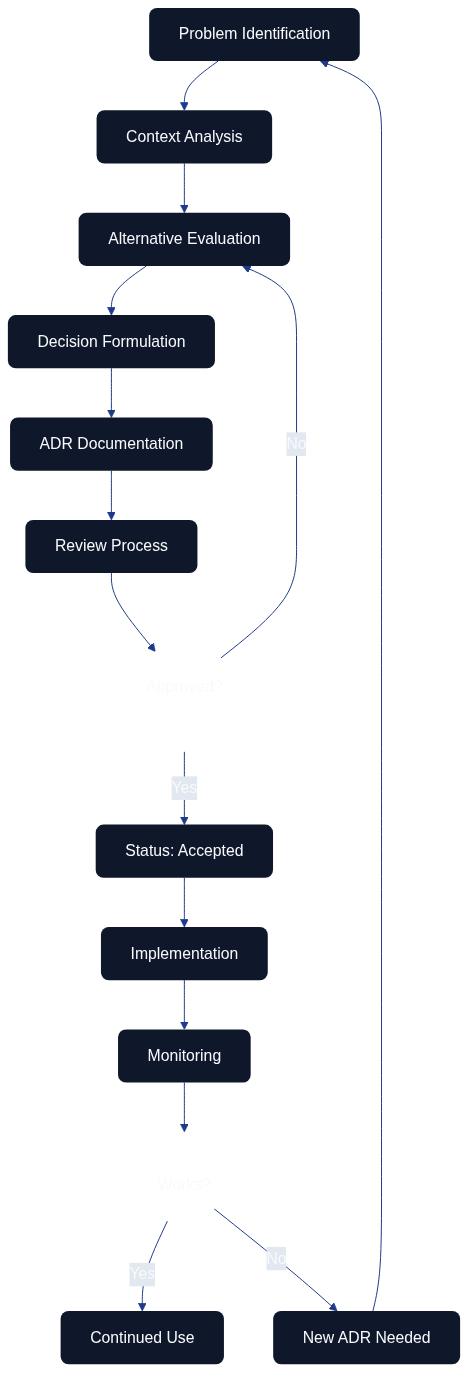 Problem Identification
Context Analysis
Alternative Evaluation
Decision Formulation
ADR Documentation
No
Review Process
Approved?
Yes
Status: Accepted
Implementation
Monitoring
Works?
No
Yes
Continued Use
New ADR Needed